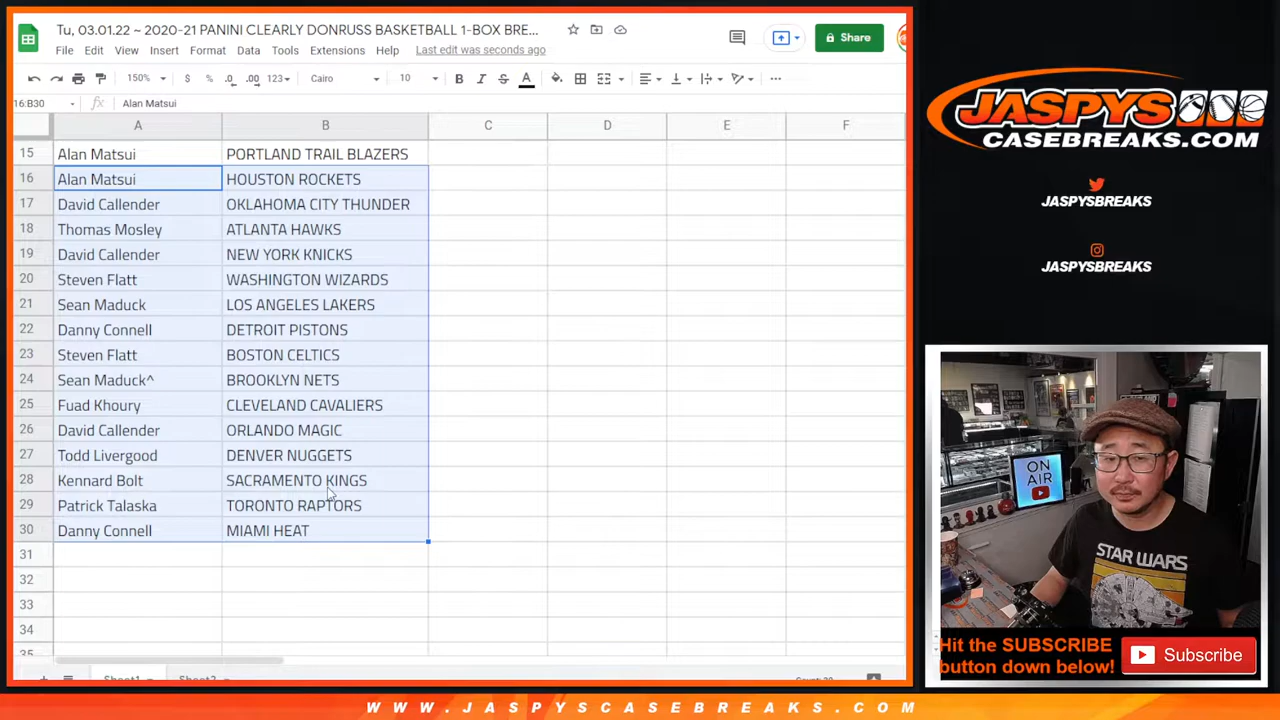 Tu, 03.01.22 ~ 2020-21 PANINI CLEARLY DONRUSS BASKETBALL 1-BOX BRE...
File Edit View Insert Format Data Tools Extensions Help Last edit was seconds ago
Share
150% $ % .0 .00 123 Cairo 10 B I S A
16:B30 fx Alan Matsui
A B C D E F
15 Alan Matsui PORTLAND TRAIL BLAZERS
16 Alan Matsui HOUSTON ROCKETS
17 David Callender OKLAHOMA CITY THUNDER
18 Thomas Mosley ATLANTA HAWKS
19 David Callender NEW YORK KNICKS
20 Steven Flatt WASHINGTON WIZARDS
21 Sean Maduck LOS ANGELES LAKERS
22 Danny Connell DETROIT PISTONS
23 Steven Flatt BOSTON CELTICS
24 Sean Maduck^ BROOKLYN NETS
25 Fuad Khoury CLEVELAND CAVALIERS
26 David Callender ORLANDO MAGIC
27 Todd Livergood DENVER NUGGETS
28 Kennard Bolt SACRAMENTO KINGS
29 Patrick Talaska TORONTO RAPTORS
30 Danny Connell MIAMI HEAT
31
32
33
34
35
Sheet1 Sheet2
JASPYS
CASEBREAKS.COM
JASPYSBREAKS
JASPYSBREAKS
ON
AIR
STAR
WARS
Hit the SUBSCRIBE
button down below!
Subscribe
WWW.JASPYSCASEBREAKS.COM